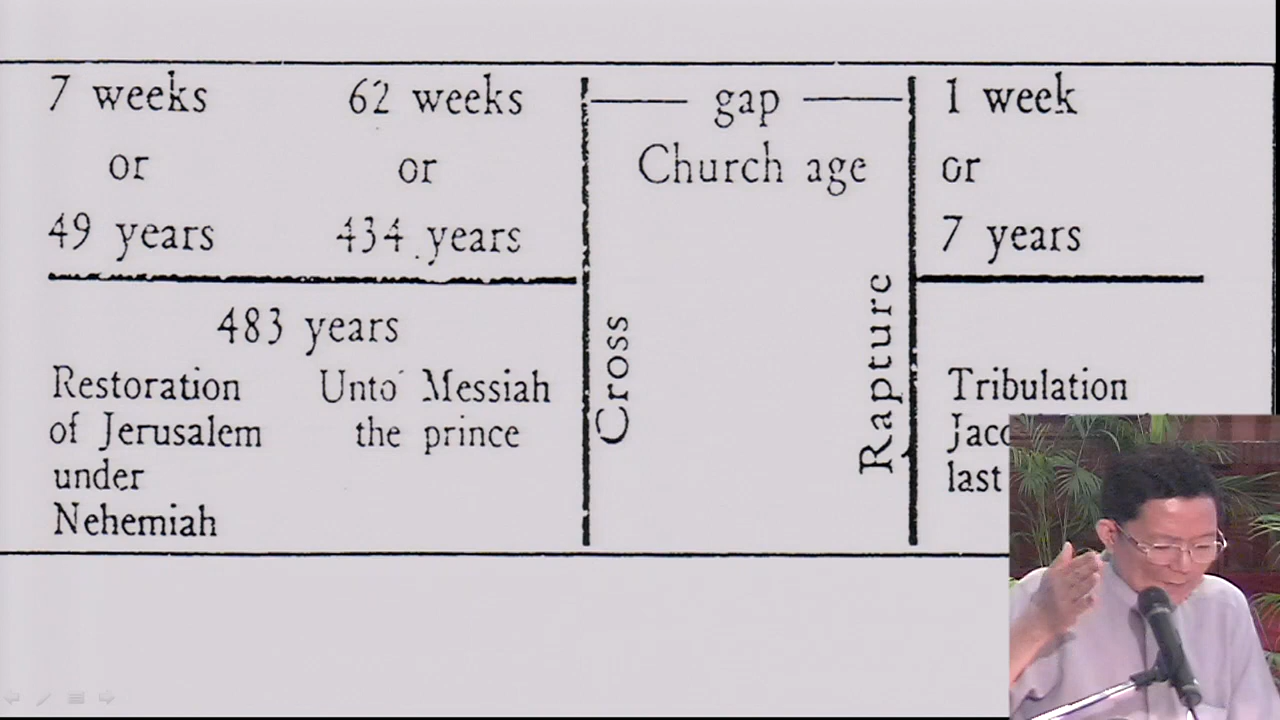 7 weeks
or
49 years
62 weeks
or
434 years
483 years
Restoration
of Jerusalem
under
Nehemiah
Unto Messiah
the prince
gap
Church age
Cross
Rapture
1 week
or
7 years
Tribulation
last